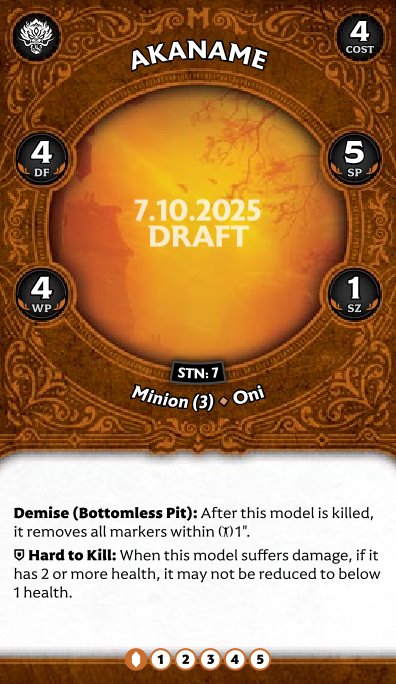 4
COST
AKANAME
4
DF
5
SP
7.10.2025
DRAFT
4
WP
1
SZ
STN: 7
Minion (3) ⬥ Oni
Demise (Bottomless Pit): After this model is killed,
it removes all markers within 1".
Hard to Kill: When this model suffers damage, if it
has 2 or more health, it may not be reduced to below
1 health.
1 2 3 4 5